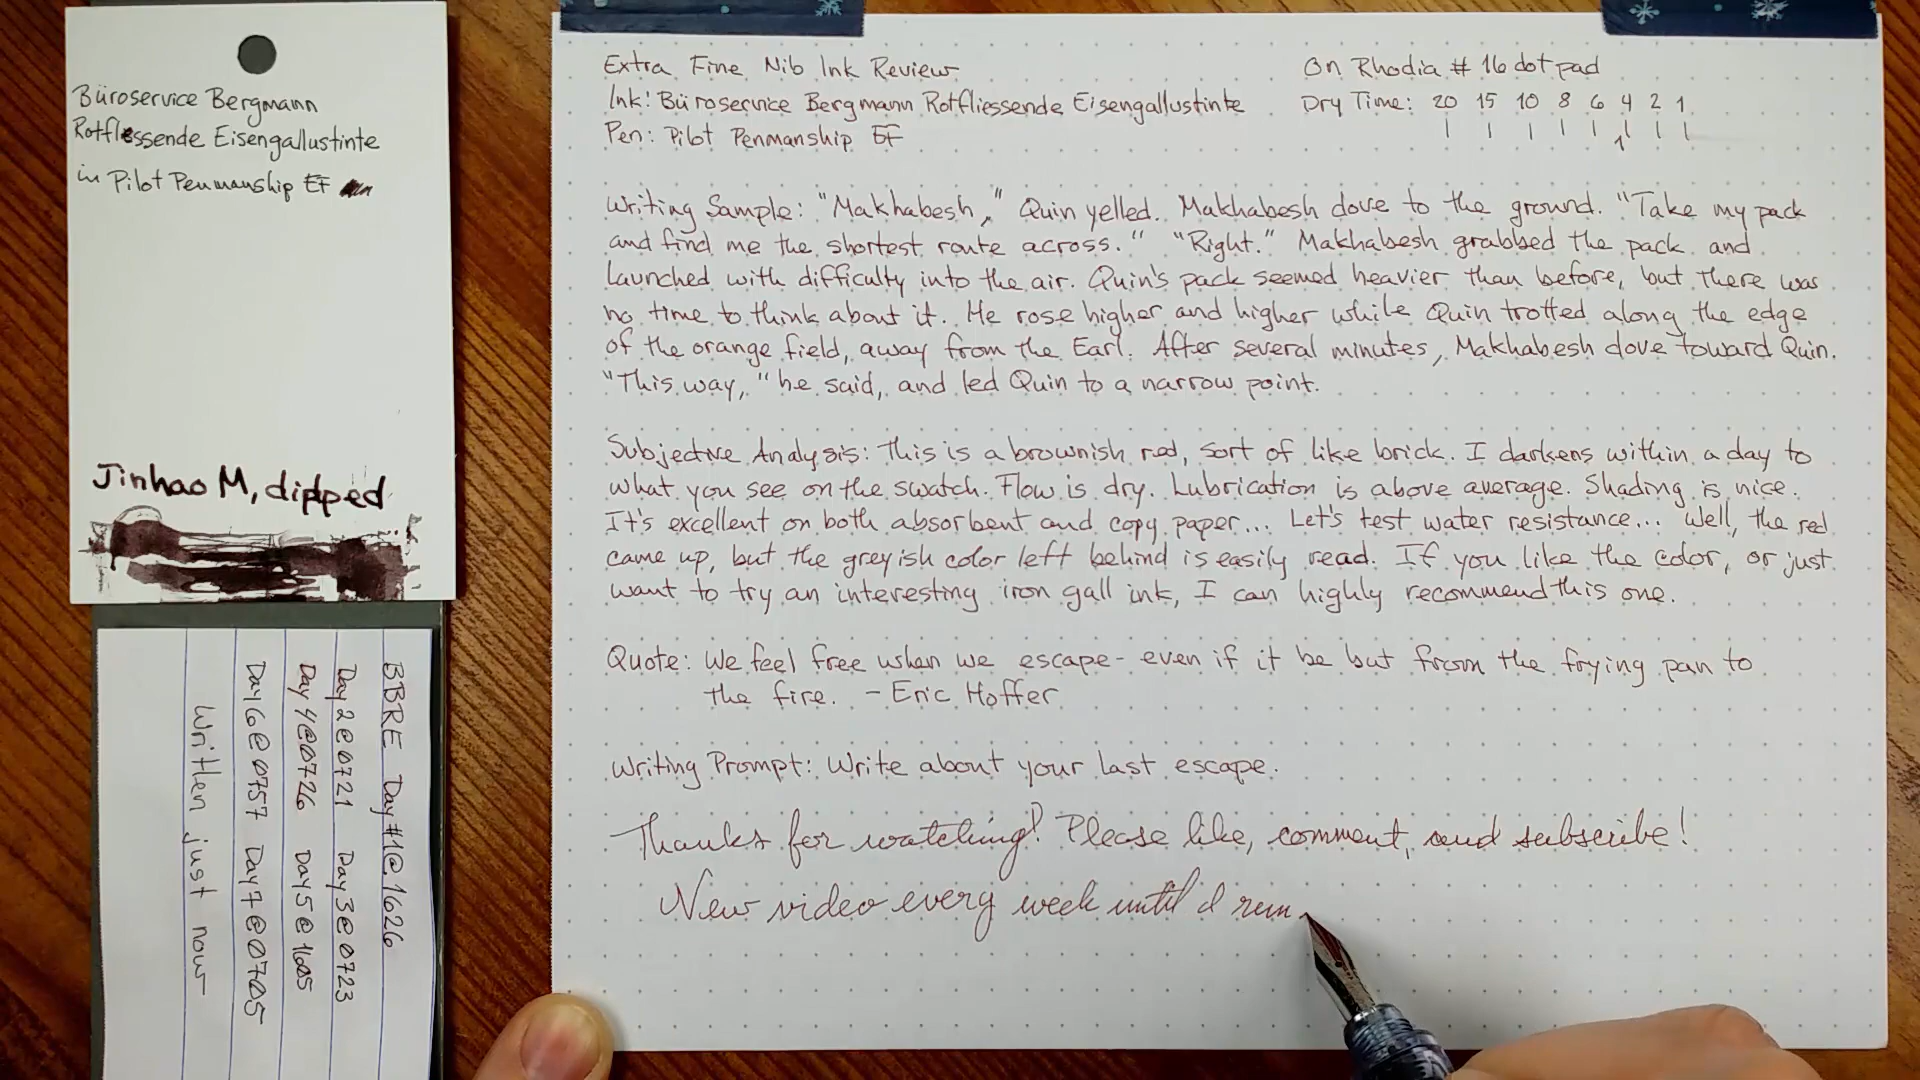 Büroservice Bergmann
Rotfliessende Eisengallustinte
in Pilot Penmanship EF
Jinhao M, dipped
BBRE Day #1@1626
Day 2@0721 Day 3@0723
Day 4@0726 Day 5@1605
Day 6@0757 Day 7@0705
Written just now
Extra Fine Nib Ink Review
Ink: Büroservice Bergmann Rotfliessende Eisengallustinte
Pen: Pilot Penmanship EF
On Rhodia # 16 dot pad
Dry Time: 20 15 10 8 6 4 2 1
Writing Sample: "Makhabesh," Quin yelled. Makhabesh dove to the ground. "Take my pack
and find me the shortest route across." "Right." Makhabesh grabbed the pack and
launched with difficulty into the air. Quin's pack seemed heavier than before, but there was
no time to think about it. He rose higher and higher while Quin trotted along the edge
of the orange field, away from the Earl. After several minutes, Makhabesh dove toward Quin.
"This way," he said, and led Quin to a narrow point.
Subjective Analysis: This is a brownish red, sort of like brick. I darkens within a day to
what you see on the swatch. Flow is dry. Lubrication is above average. Shading is nice.
It's excellent on both absorbent and copy paper... Let's test water resistance... Well, the red
came up, but the greyish color left behind is easily read. If you like the color, or just
want to try an interesting iron gall ink, I can highly recommend this one.
Quote: We feel free when we escape - even if it be but from the frying pan to
the fire. - Eric Hoffer
Writing Prompt: Write about your last escape.
Thanks for watching! Please like, comment, and subscribe!
New video every week until I run